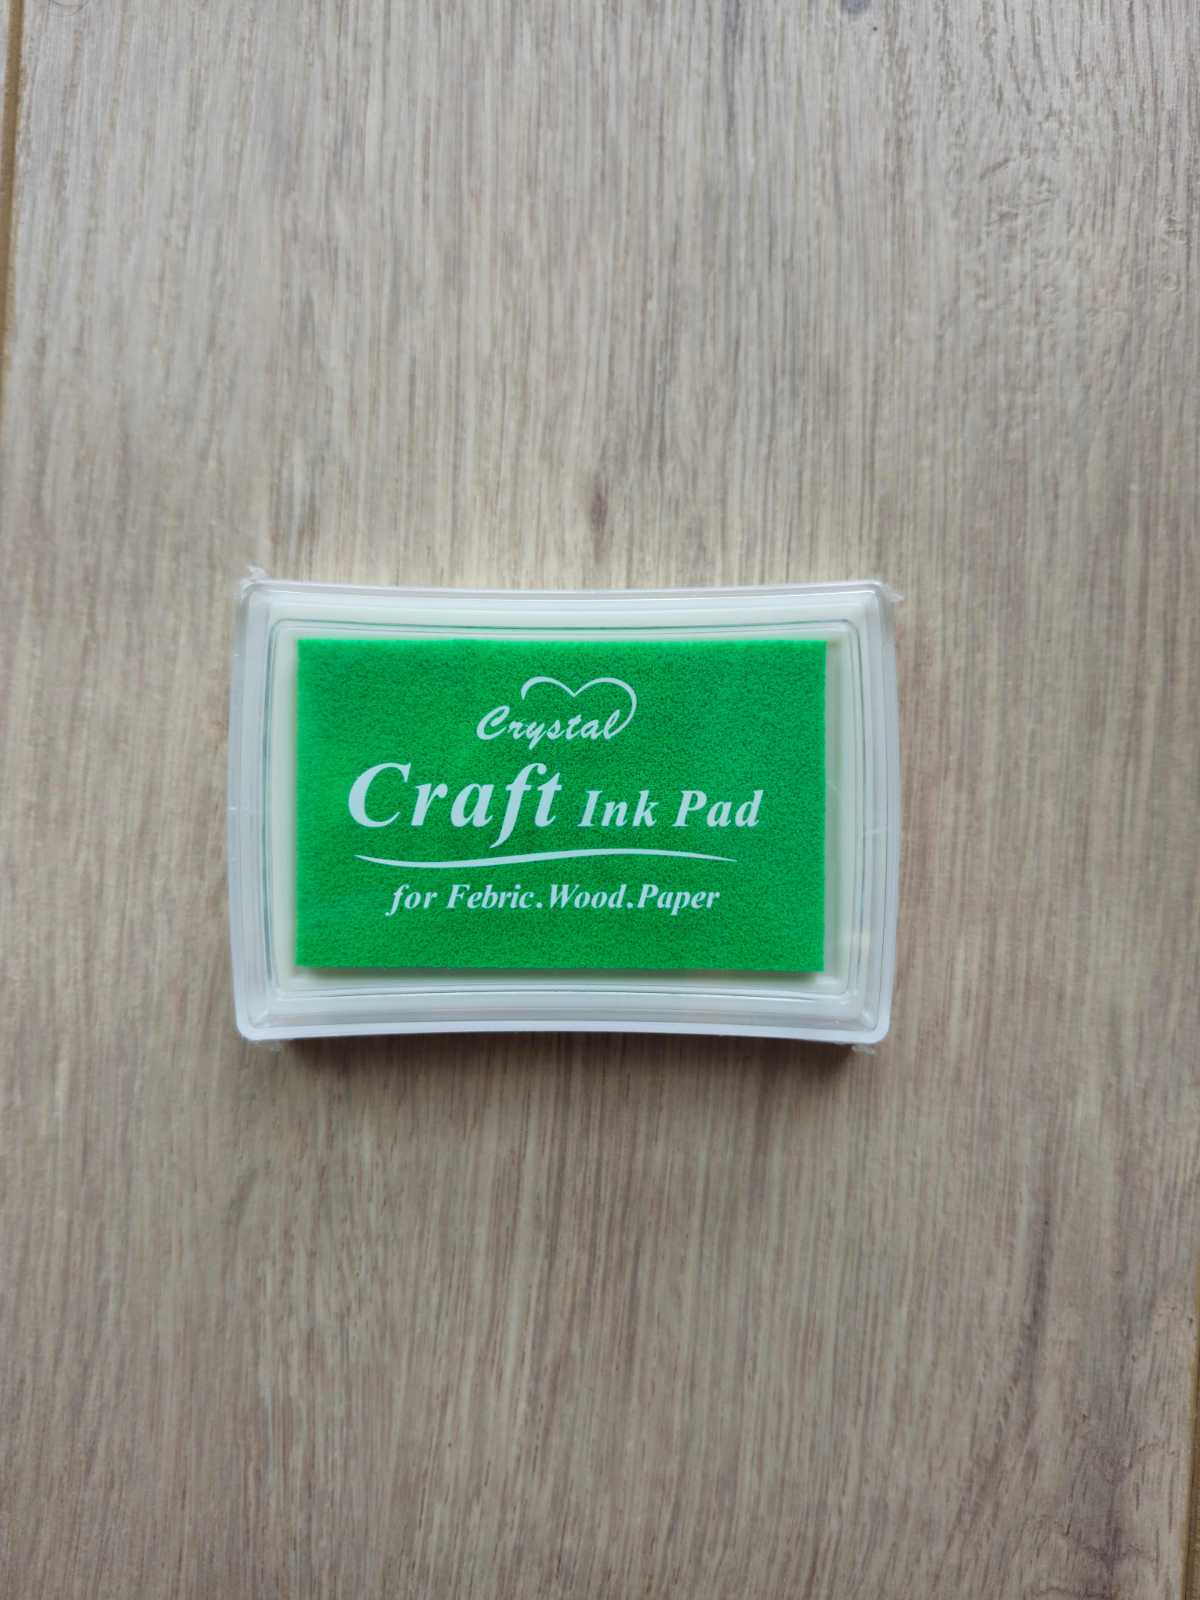 Crystal
Craft Ink Pad
for Febric.Wood.Paper